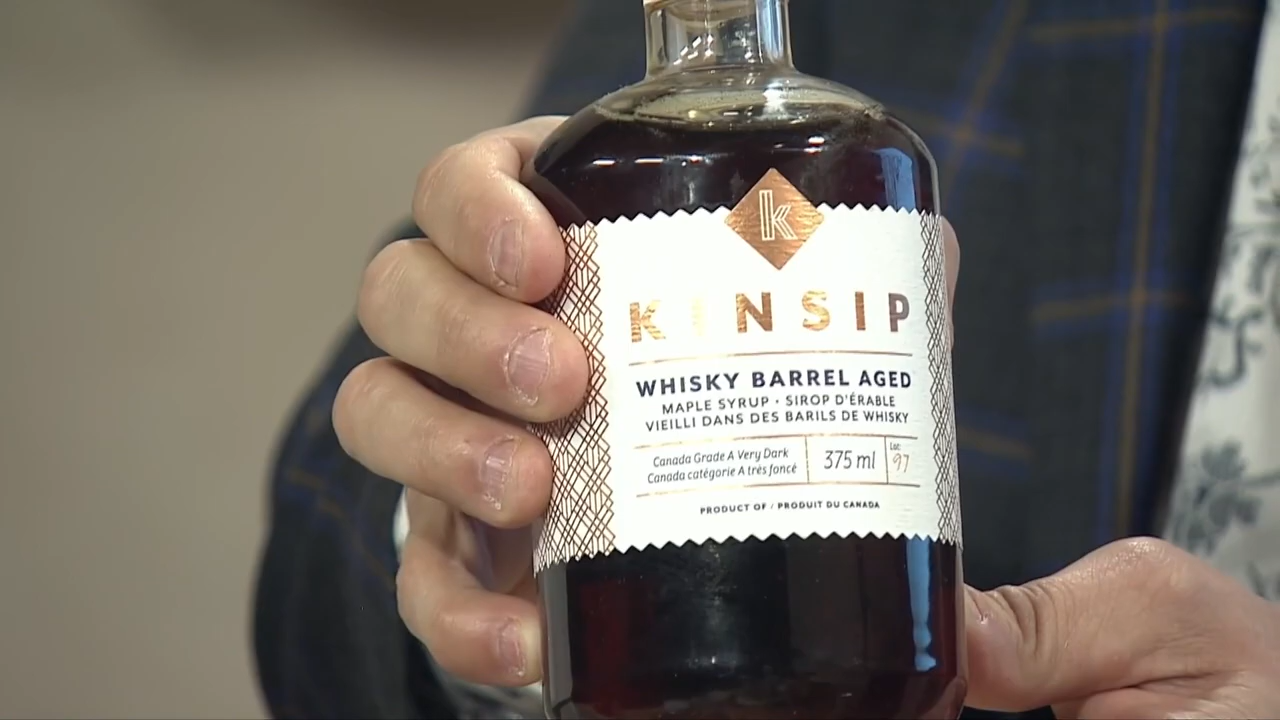 k
KINSIP
WHISKY BARREL AGED
MAPLE SYRUP · SIROP D'ÉRABLE
VIEILLI DANS DES BARILS DE WHISKY
Canada Grade A Very Dark
Canada catégorie A très foncé
375 ml
Lot:
97
PRODUCT OF / PRODUIT DU CANADA